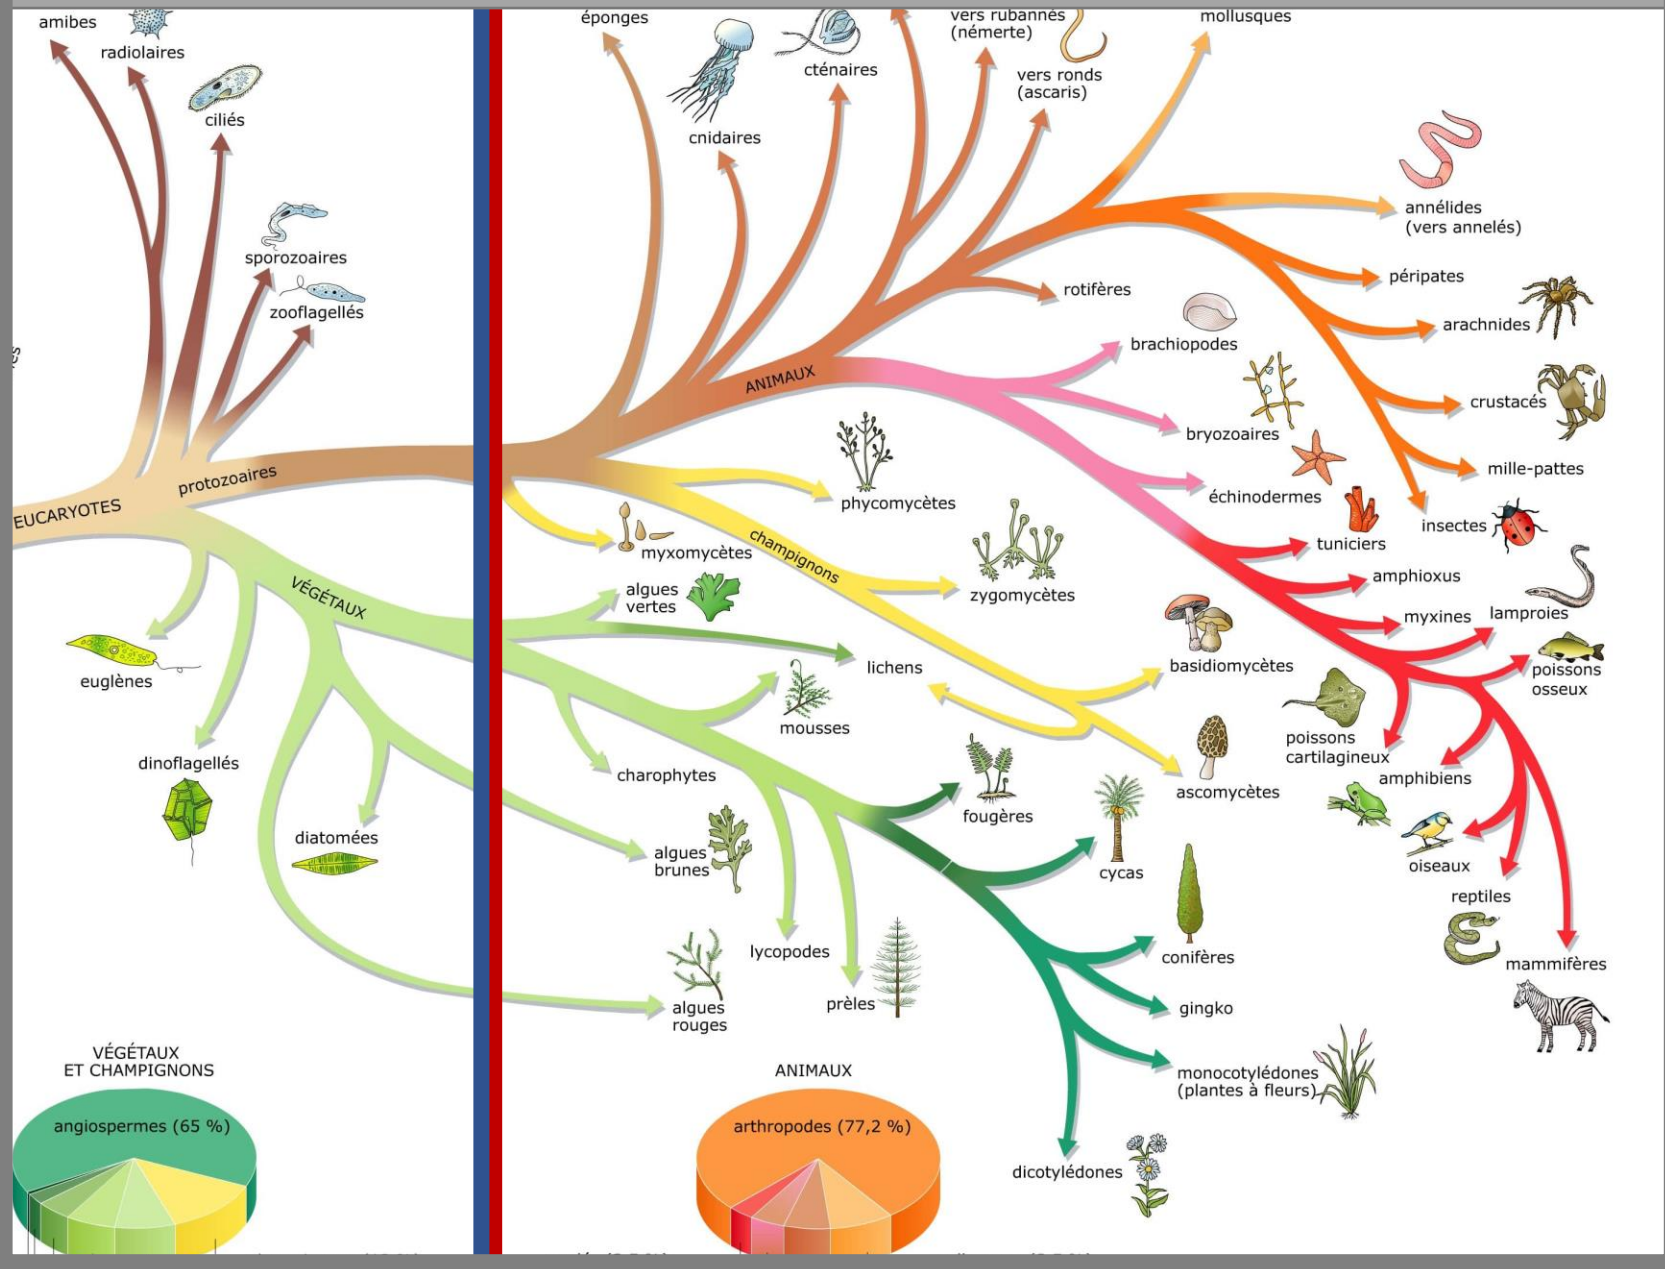 amibes
radiolaires
ciliés
sporozoaires
zooflagellés
éponges
cnidaires
cténaires
vers rubannés
(némerte)
vers ronds
(ascaris)
mollusques
annélides
(vers annelés)
péripates
arachnides
crustacés
mille-pattes
insectes
rotifères
brachiopodes
bryozoaires
échinodermes
tuniciers
amphioxus
myxines
lamproies
poissons
osseux
poissons
cartilagineux
amphibiens
oiseaux
reptiles
mammifères
ANIMAUX
EUCARYOTES
protozoaires
VÉGÉTAUX
champignons
phycomycètes
myxomycètes
zygomycètes
basidiomycètes
ascomycètes
algues
vertes
lichens
mousses
charophytes
euglènes
dinoflagellés
diatomées
algues
brunes
algues
rouges
lycopodes
prèles
fougères
cycas
conifères
gingko
monocotylédones
(plantes à fleurs)
dicotylédones
VÉGÉTAUX
ET CHAMPIGNONS
angiospermes (65 %)
ANIMAUX
arthropodes (77,2 %)